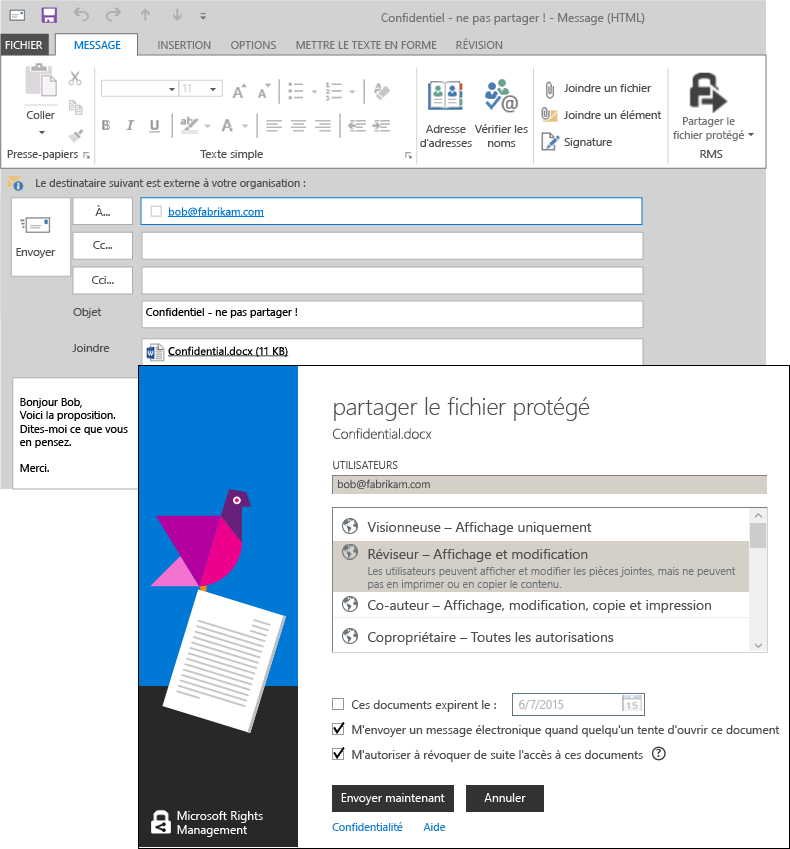 Confidentiel - ne pas partager ! - Message (HTML)
FICHIER MESSAGE INSERTION OPTIONS METTRE LE TEXTE EN FORME RÉVISION
Coller
Presse-papiers
11
B I U
A
Texte simple
Adresse
d'adresses
Vérifier les
noms
Joindre un fichier
Joindre un élément
Signature
Partager le
fichier protégé
RMS
Le destinataire suivant est externe à votre organisation :
Envoyer
À...
bob@fabrikam.com
Cc...
Cci...
Objet
Confidentiel - ne pas partager !
Joindre
Confidential.docx (11 KB)
Bonjour Bob,
Voici la proposition.
Dites-moi ce que vous
en pensez.
Merci.
partager le fichier protégé
Confidential.docx
UTILISATEURS
bob@fabrikam.com
Visionneuse – Affichage uniquement
Réviseur – Affichage et modification
Les utilisateurs peuvent afficher et modifier les pièces jointes, mais ne peuvent
pas en imprimer ou en copier le contenu.
Co-auteur – Affichage, modification, copie et impression
Copropriétaire – Toutes les autorisations
Ces documents expirent le :
6/7/2015
15
M'envoyer un message électronique quand quelqu'un tente d'ouvrir ce document
M'autoriser à révoquer de suite l'accès à ces documents ?
Envoyer maintenant
Annuler
Confidentialité
Aide
Microsoft Rights
Management